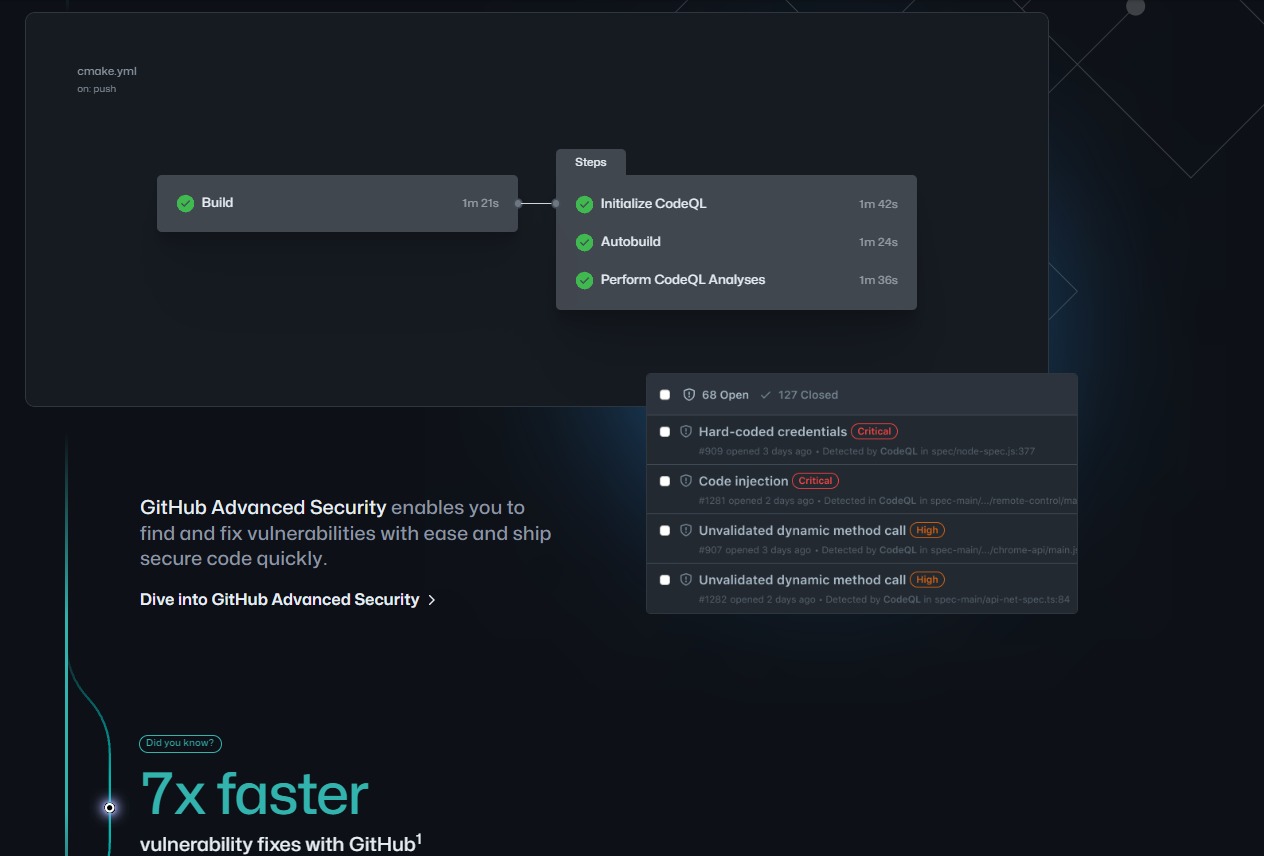 cmake.yml
on: push
Steps
Build 1m 21s
Initialize CodeQL 1m 42s
Autobuild 1m 24s
Perform CodeQL Analyses 1m 36s
68 Open 127 Closed
Hard-coded credentials Critical
#909 opened 3 days ago • Detected by CodeQL in spec/node-spec.js:377
Code injection Critical
#1281 opened 2 days ago • Detected in CodeQL in spec-main/.../remote-control/ma
Unvalidated dynamic method call High
#907 opened 3 days ago • Detected by CodeQL in spec-main/.../chrome-api/main.js
Unvalidated dynamic method call High
#1282 opened 2 days ago • Detected by CodeQL in spec-main/api-net-spec.ts:84
GitHub Advanced Security enables you to
find and fix vulnerabilities with ease and ship
secure code quickly.
Dive into GitHub Advanced Security
Did you know?
7x faster
vulnerability fixes with GitHub¹